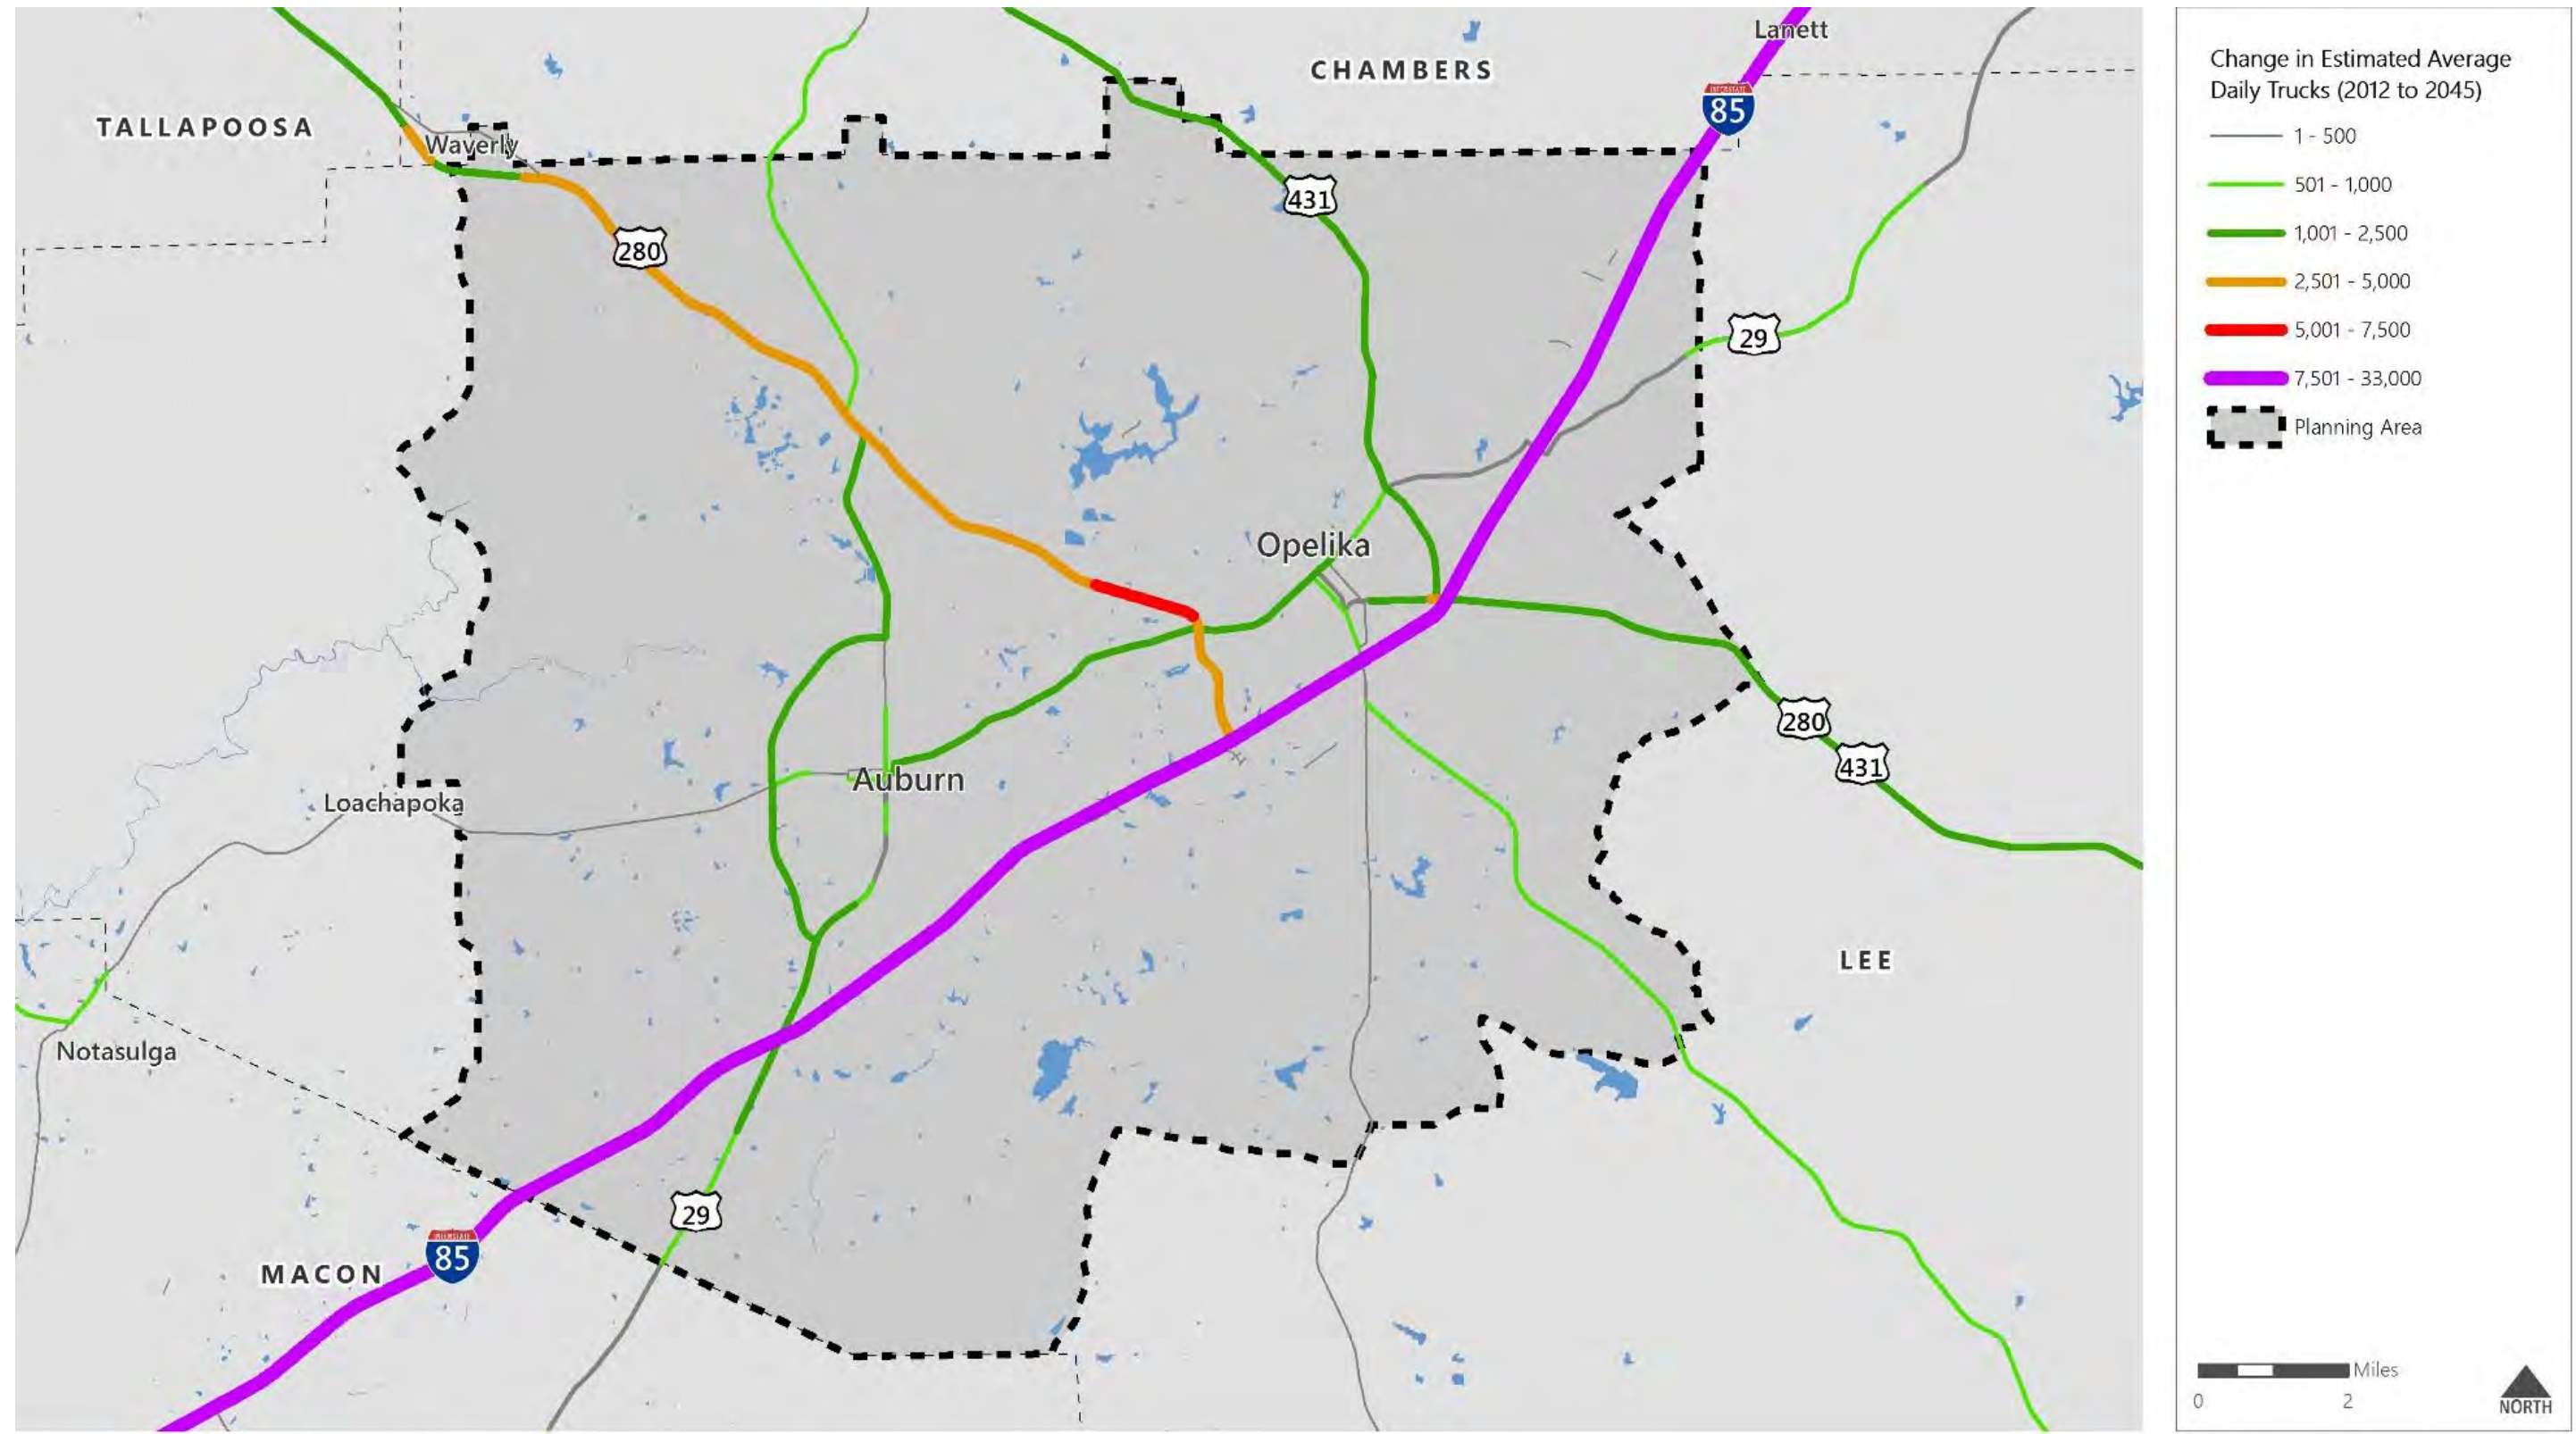 Lanett
CHAMBERS
INTERSTATE
85
TALLAPOOSA
Waverly
431
280
29
Opelika
280
431
Auburn
Loachapoka
LEE
Notasulga
29
MACON
INTERSTATE
85
Change in Estimated Average
Daily Trucks (2012 to 2045)
1 - 500
501 - 1,000
1,001 - 2,500
2,501 - 5,000
5,001 - 7,500
7,501 - 33,000
Planning Area
Miles
0 2
NORTH